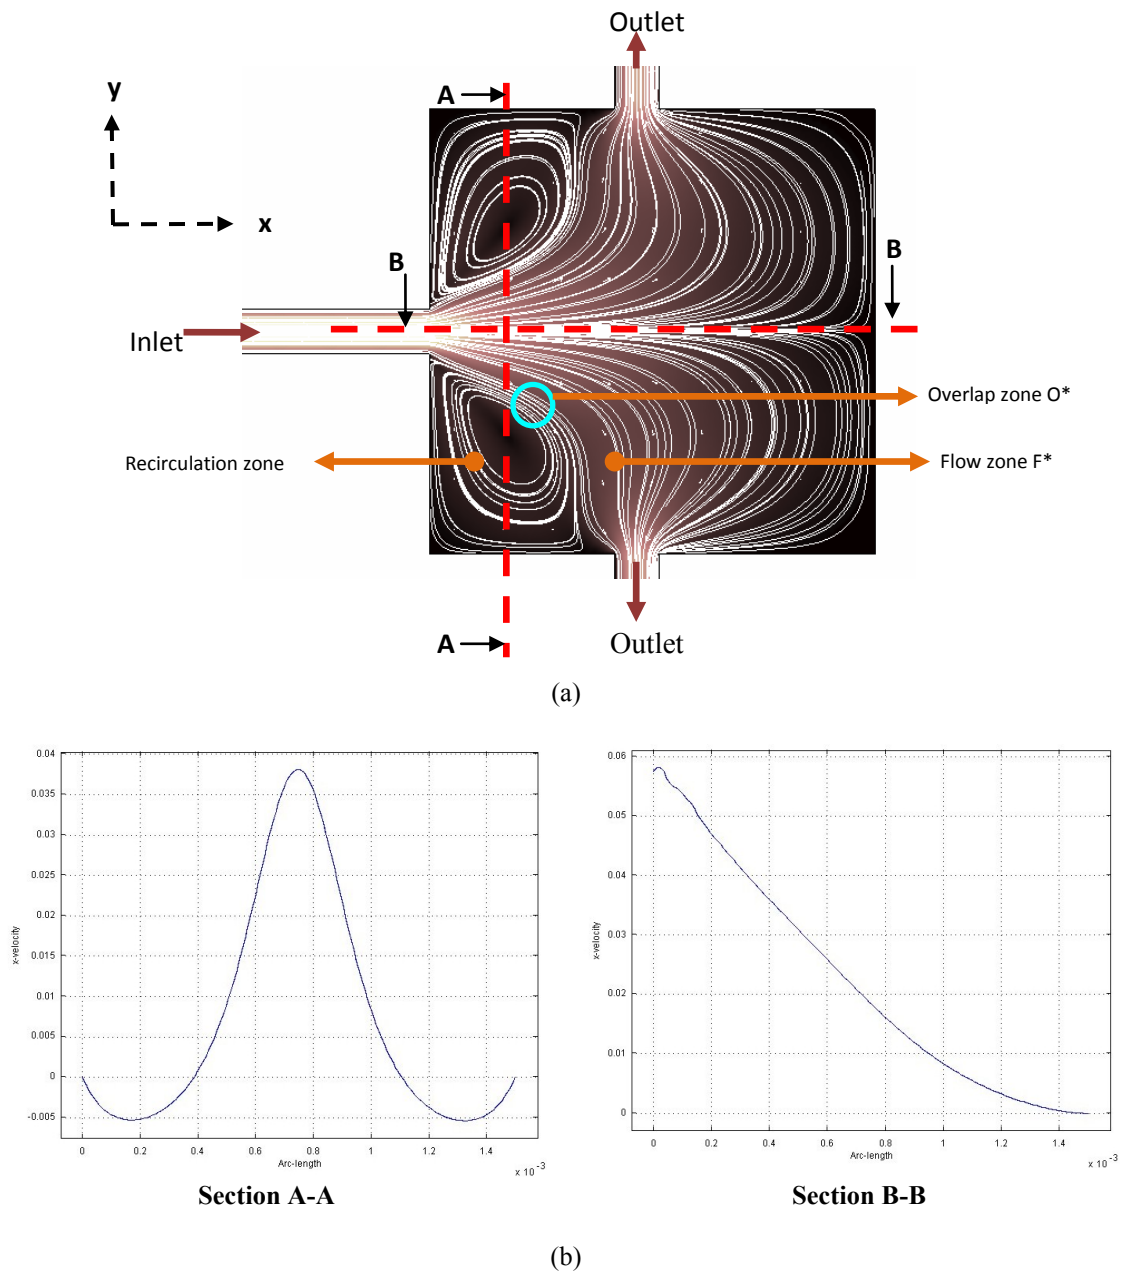 Outlet
A
y
x
B
B
Inlet
Overlap zone O*
Recirculation zone
Flow zone F*
A
Outlet
(a)
0.04
0.035
0.03
0.025
0.02
0.015
0.01
0.005
0
-0.005
x-velocity
0 0.2 0.4 0.6 0.8 1 1.2 1.4
Arc-length
x 10 -3
Section A-A
0.06
0.05
0.04
0.03
0.02
0.01
0
x-velocity
0 0.2 0.4 0.6 0.8 1 1.2 1.4
Arc-length
x 10 -3
Section B-B
(b)